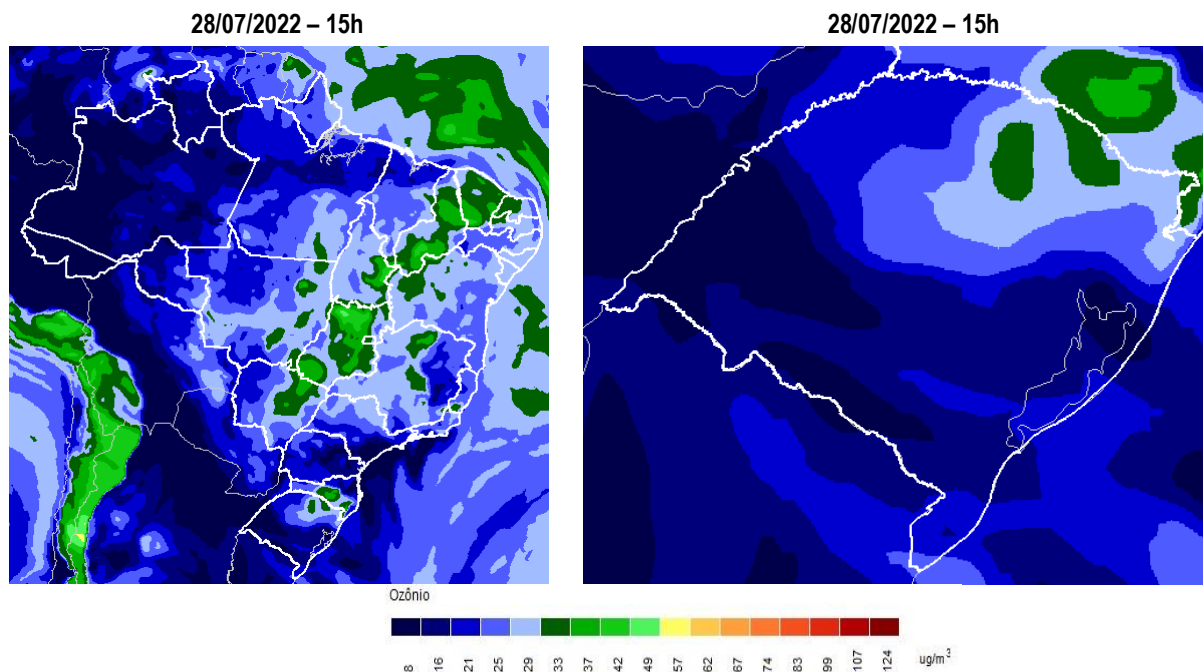 28/07/2022 – 15h
28/07/2022 – 15h
Ozônio
8 16 21 25 29 33 37 42 49 57 62 67 74 83 99 107 124 ug/m³